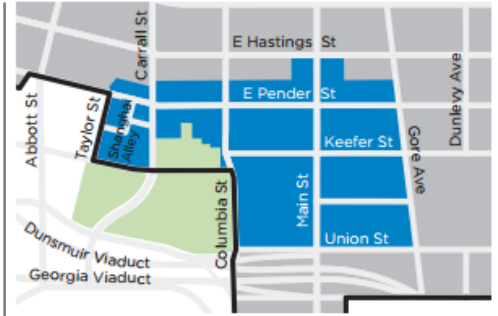 E Hastings St
Carrall St
E Pender St
Abbott St
Taylor St
Shanghai
Alley
Keefer St
Gore Ave
Dunlevy Ave
Columbia St
Main St
Union St
Dunsmuir Viaduct
Georgia Viaduct